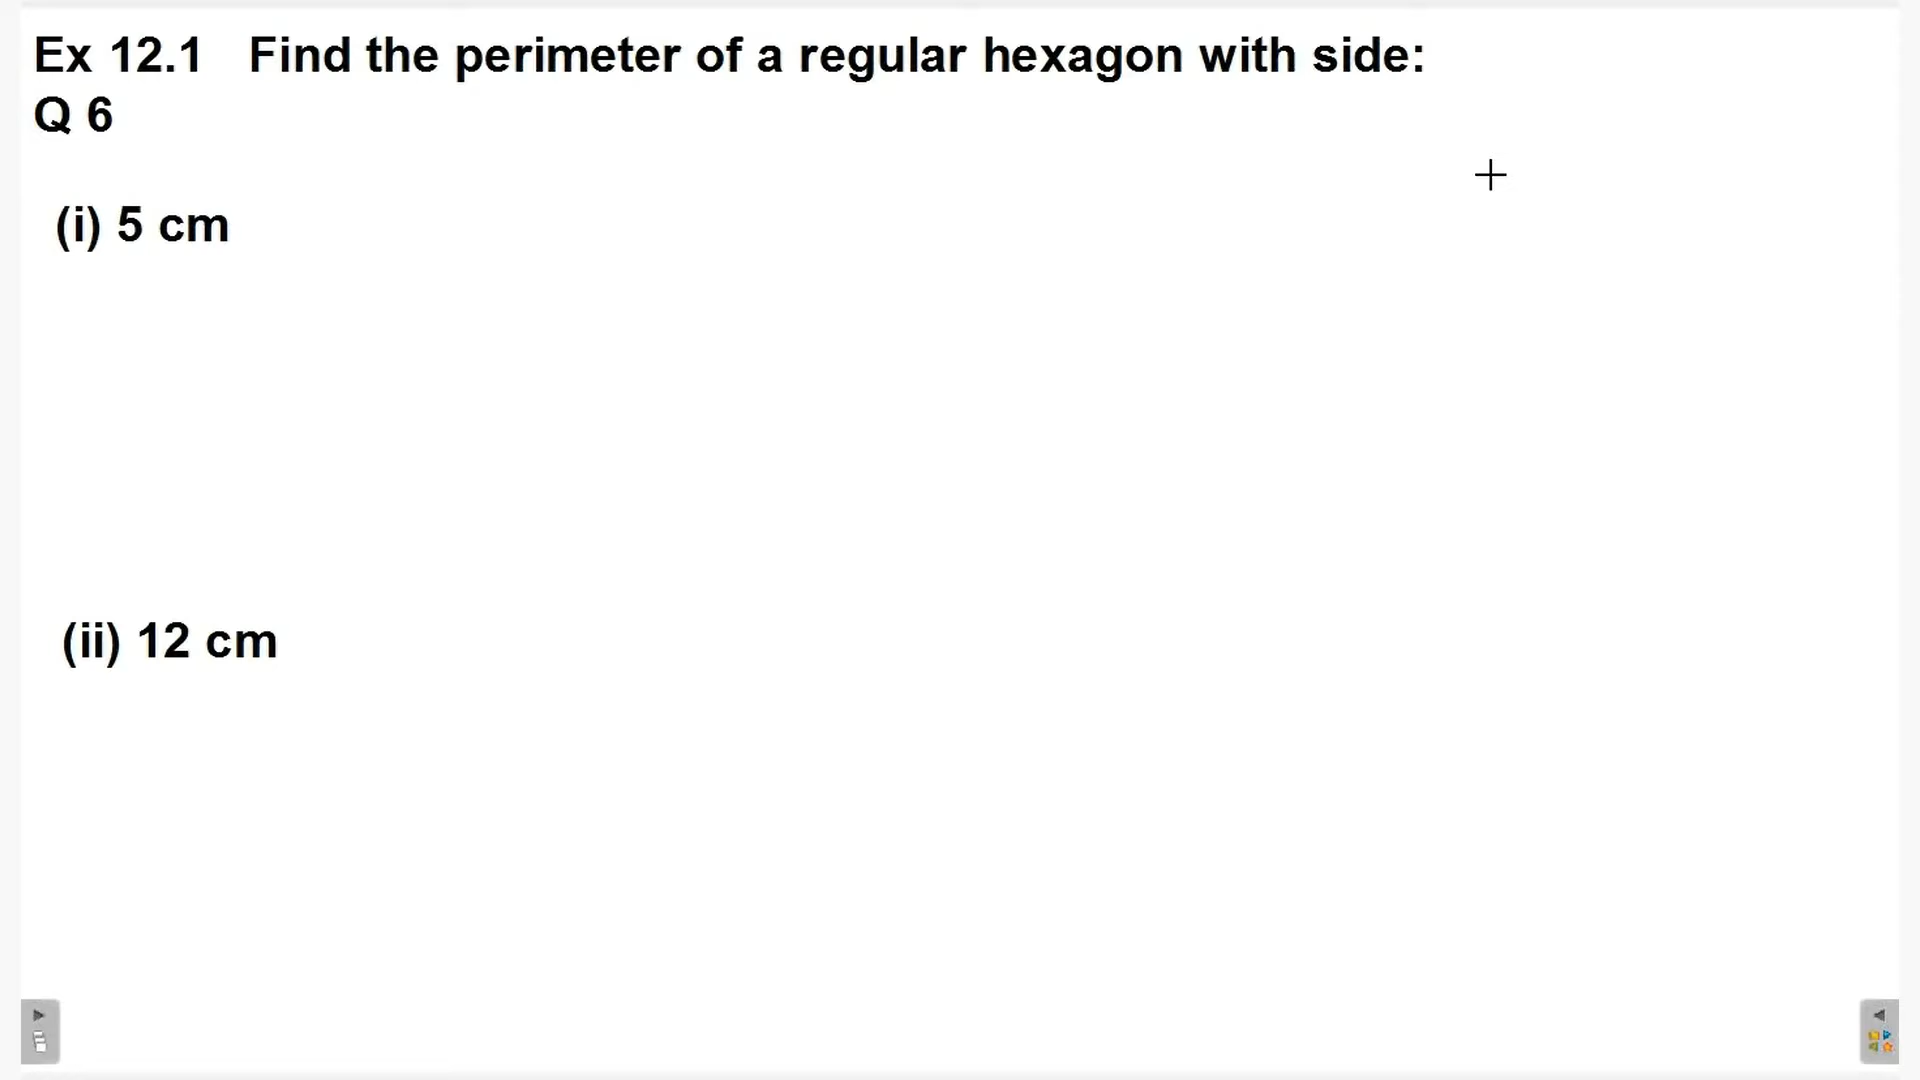 Ex 12.1 Find the perimeter of a regular hexagon with side:
Q 6
(i) 5 cm
(ii) 12 cm